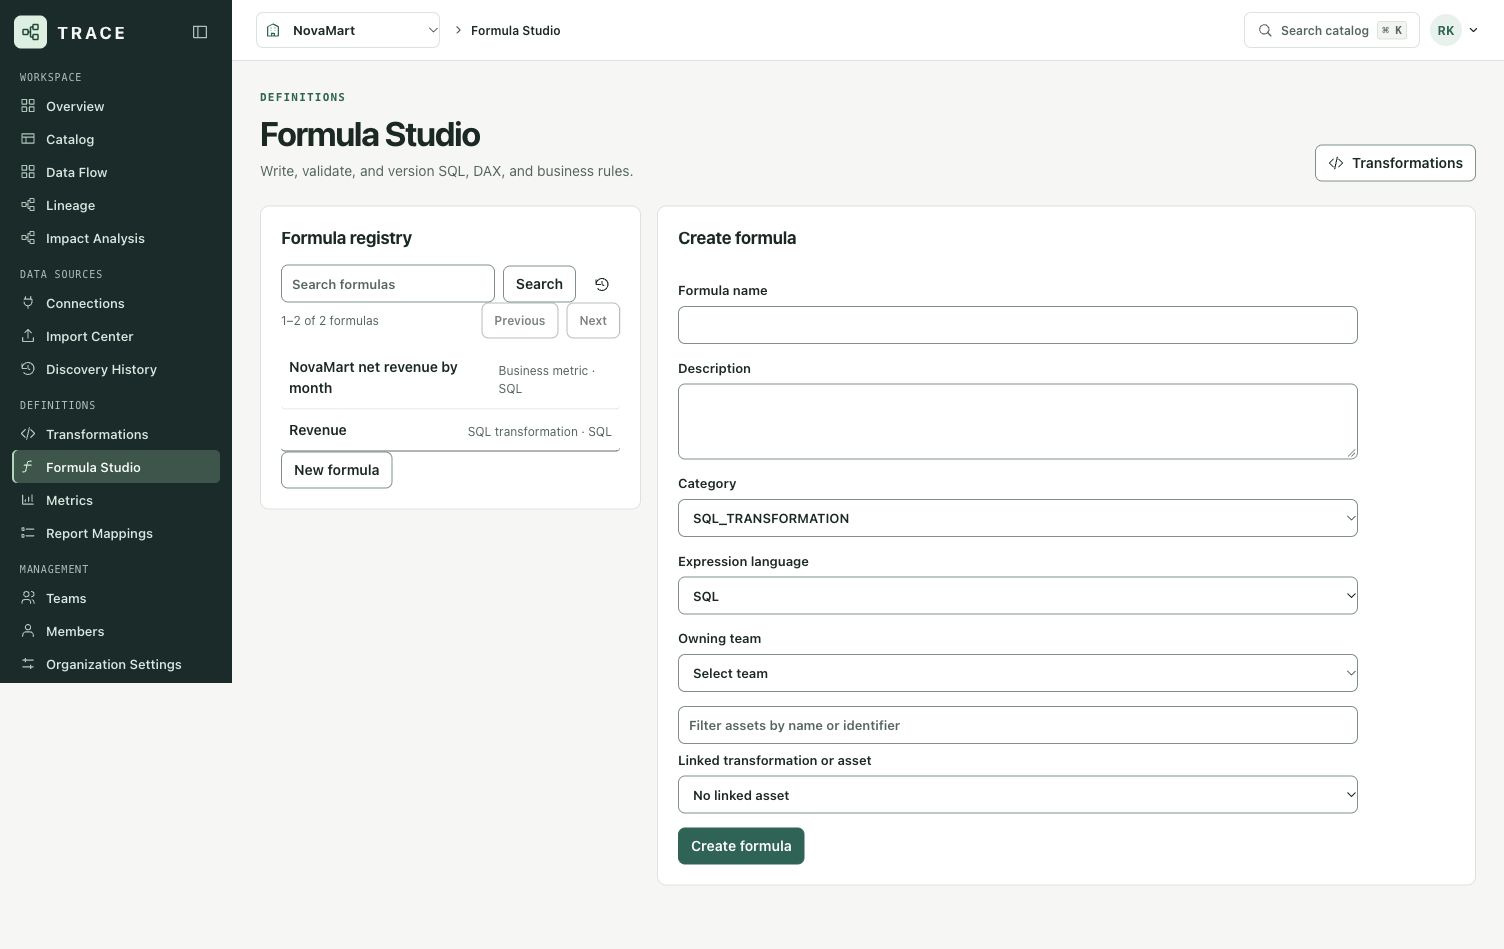 TRACE
WORKSPACE
Overview
Catalog
Data Flow
Lineage
Impact Analysis
DATA SOURCES
Connections
Import Center
Discovery History
DEFINITIONS
Transformations
Formula Studio
Metrics
Report Mappings
MANAGEMENT
Teams
Members
Organization Settings
NovaMart
Formula Studio
Search catalog ⌘ K
RK
DEFINITIONS
Formula Studio
Write, validate, and version SQL, DAX, and business rules.
Transformations
Formula registry
Search formulas
Search
1–2 of 2 formulas
Previous
Next
NovaMart net revenue by
month
Business metric ·
SQL
Revenue
SQL transformation · SQL
New formula
Create formula
Formula name
Description
Category
SQL_TRANSFORMATION
Expression language
SQL
Owning team
Select team
Filter assets by name or identifier
Linked transformation or asset
No linked asset
Create formula